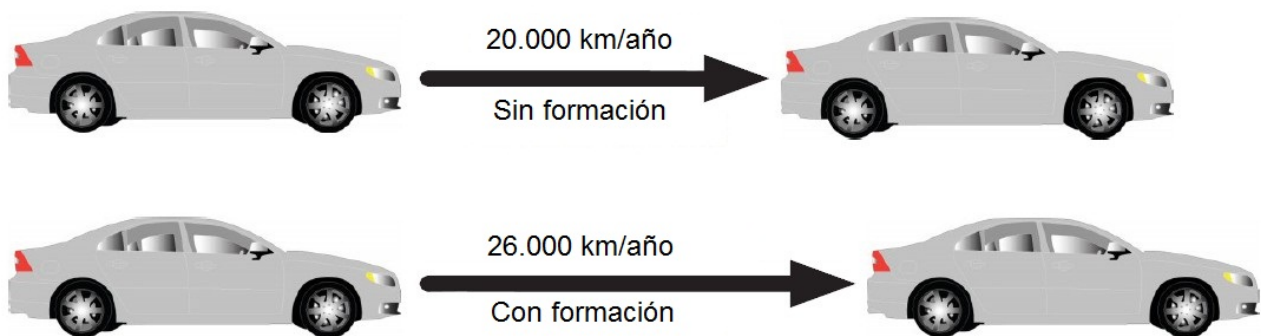 20.000 km/año
Sin formación
26.000 km/año
Con formación